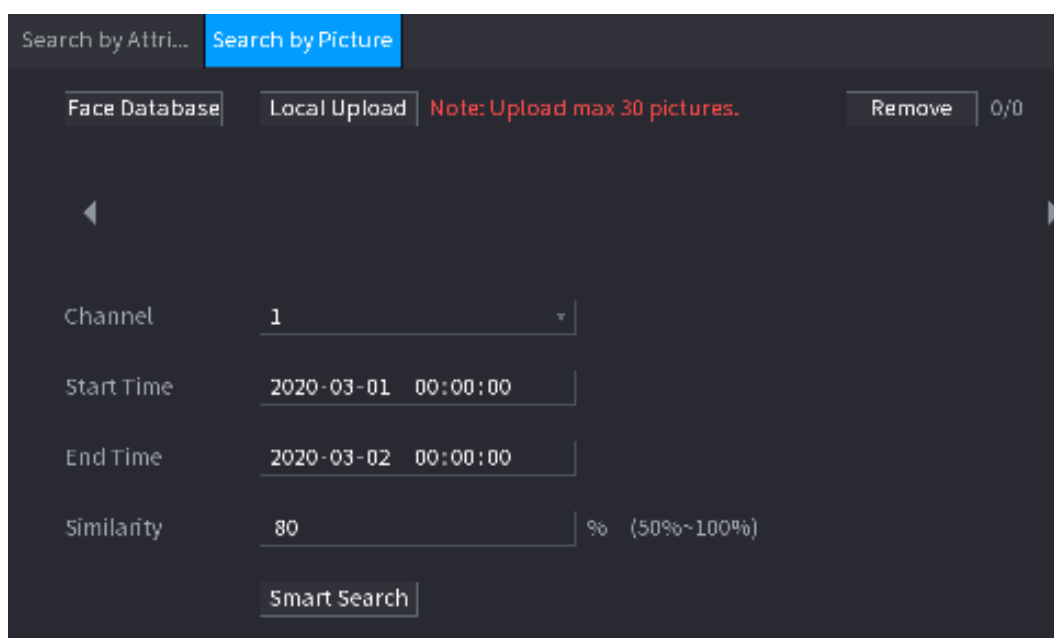 Search by Attri... Search by Picture
Face Database Local Upload Note: Upload max 30 pictures. Remove 0/0
Channel 1
Start Time 2020-03-01 00:00:00
End Time 2020-03-02 00:00:00
Similarity 80 % (50%~100%)
Smart Search